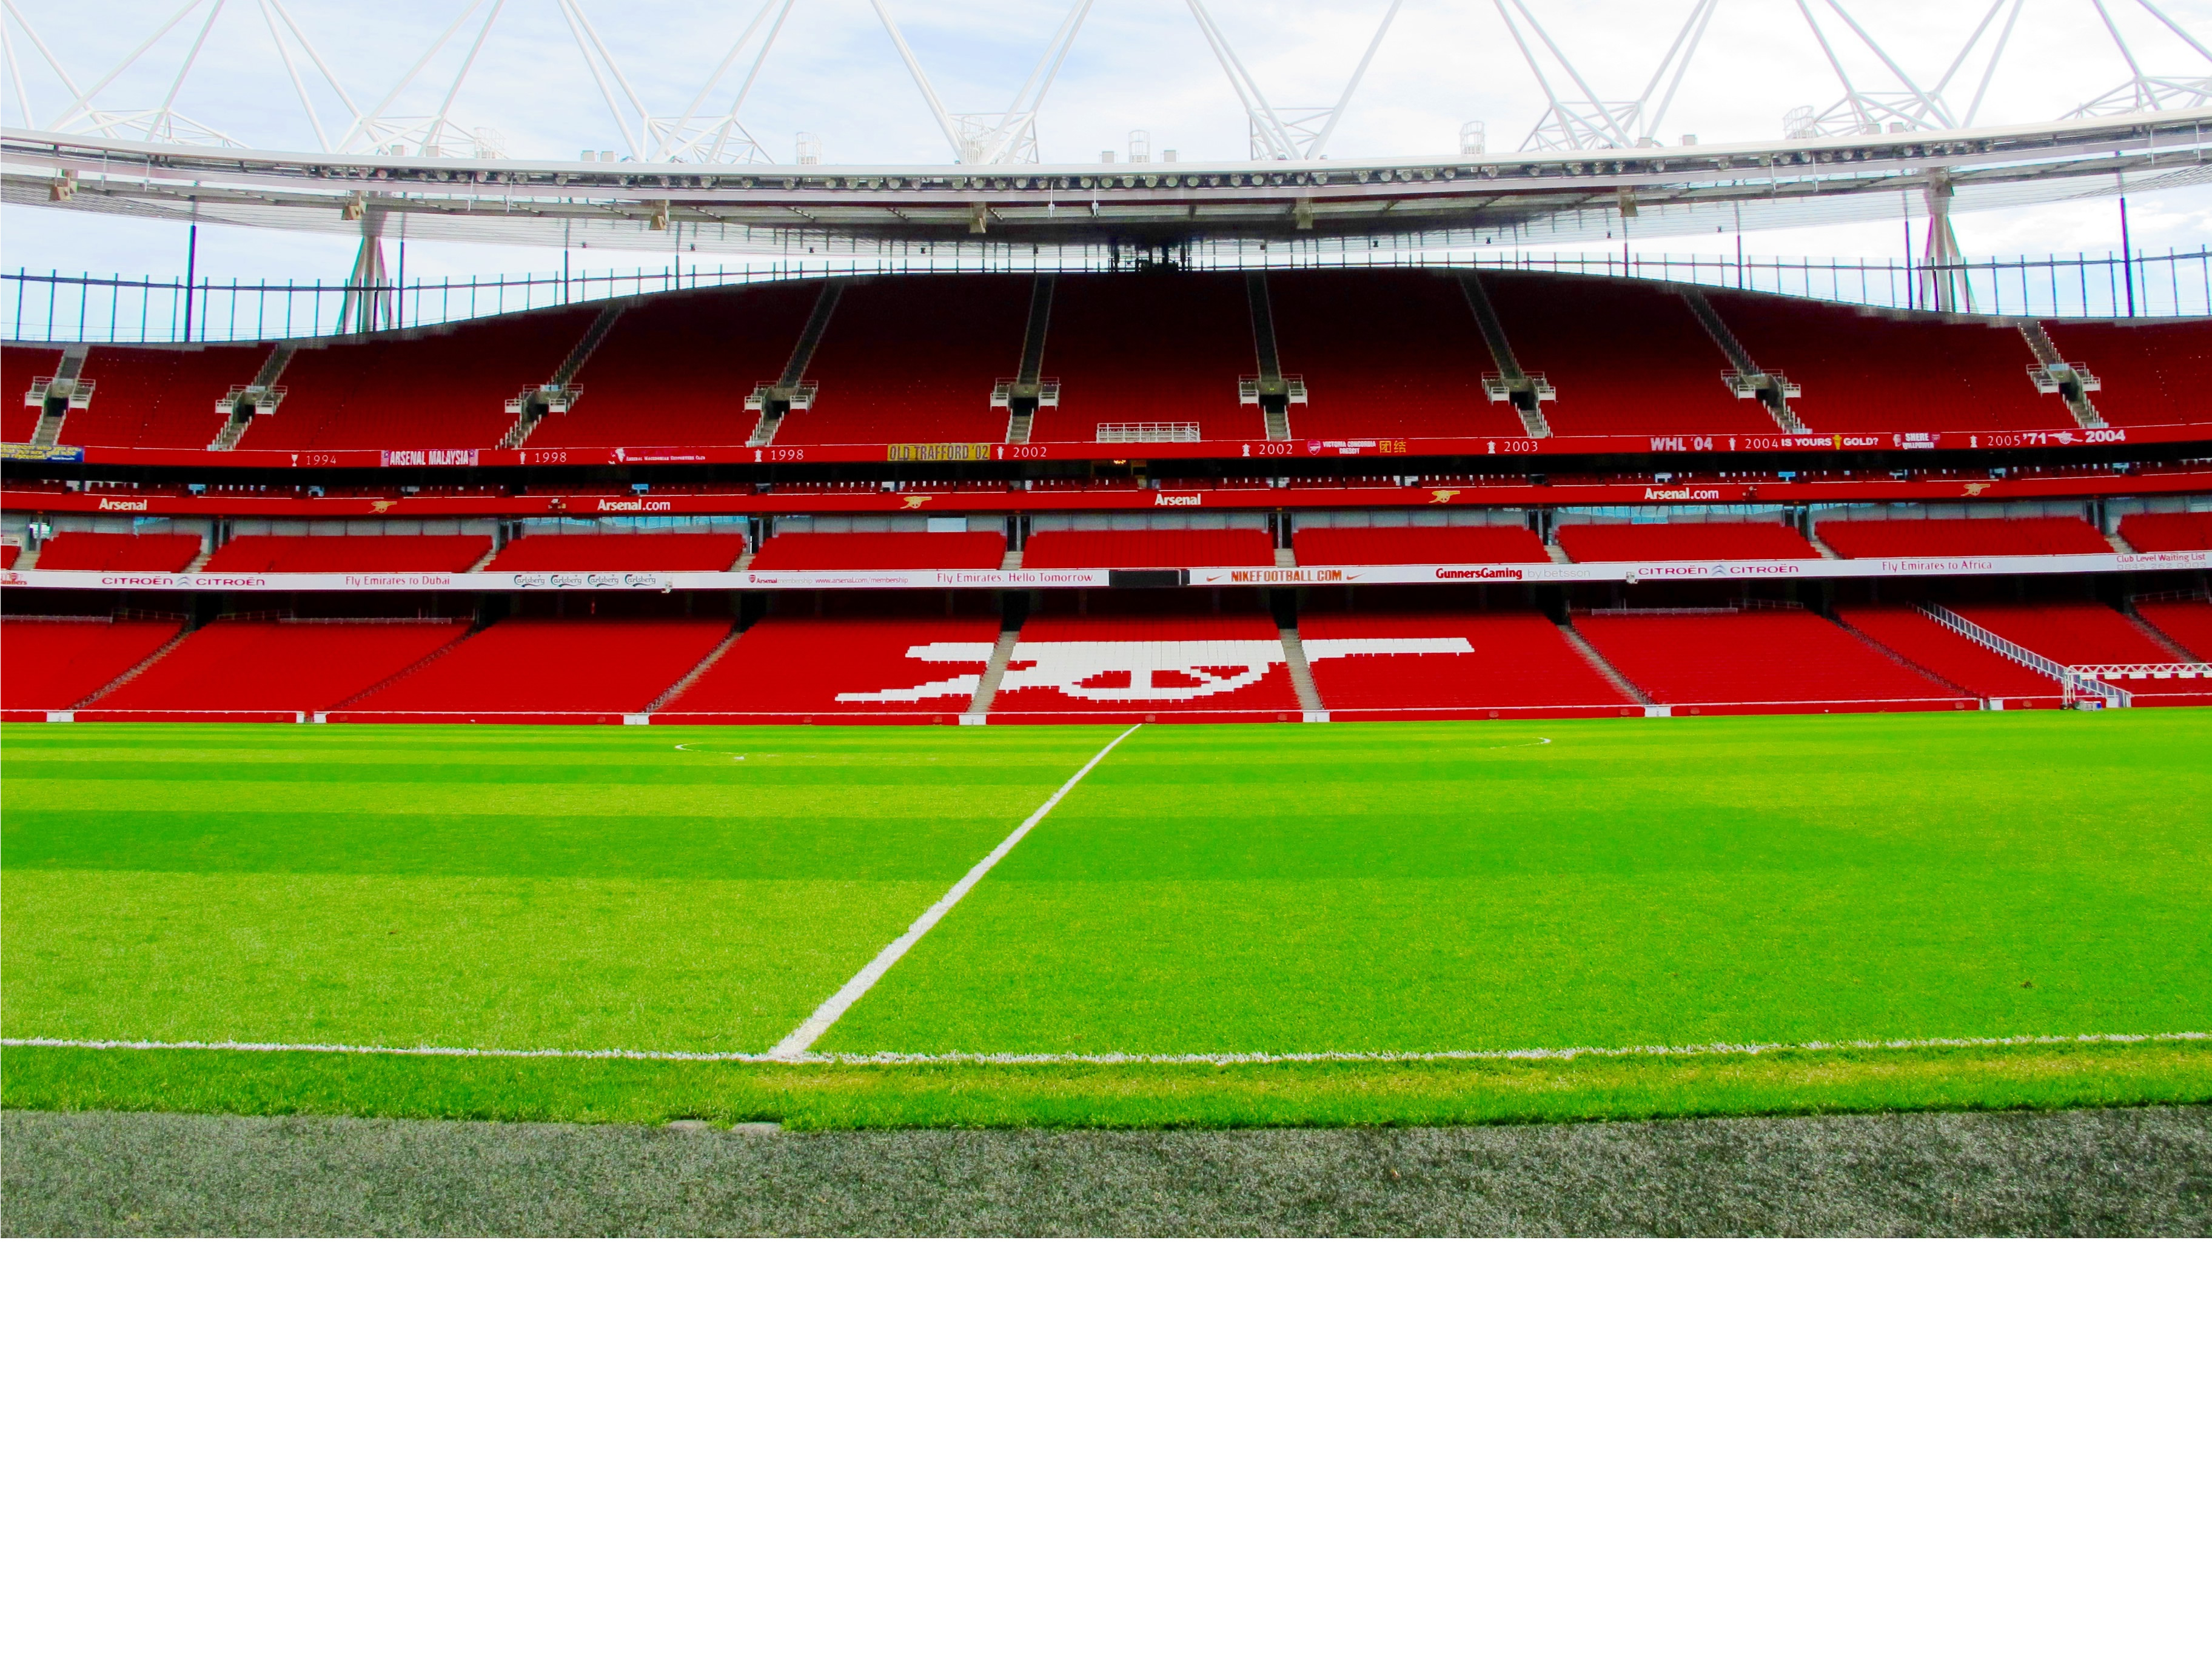 1994
ARSENAL MALAYSIA
1998
1998
OLD TRAFFORD '02
2002
2002
VICTORIA CONCORDIA
CRESCIT
2003
WHL '04
2004
IS YOURS GOLD?
2005
'71
2004
Arsenal
Arsenal.com
Arsenal
Arsenal.com
CITROËN CITROËN
Fly Emirates to Dubai
Carlsberg Carlsberg Carlsberg Carlsberg
Arsenal membership www.arsenal.com/membership
Fly Emirates. Hello Tomorrow.
NIKEFOOTBALL.COM
GunnersGaming by betsson
CITROËN CITROËN
Fly Emirates to Africa
Club Level Waiting List